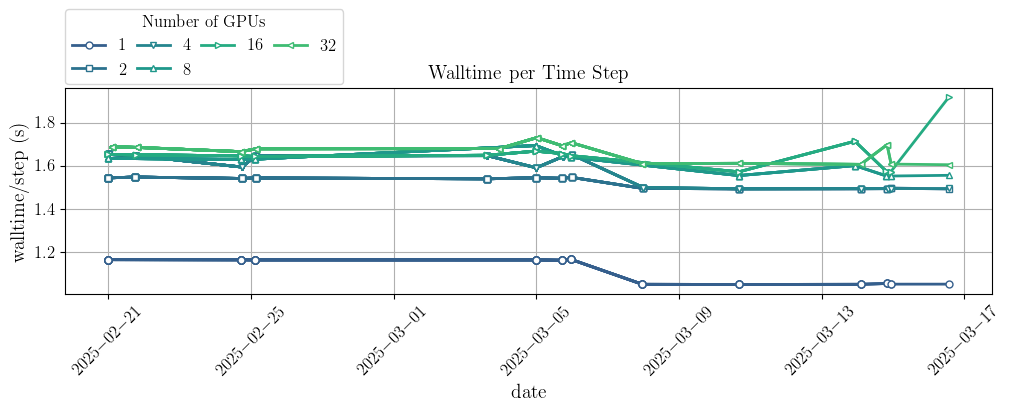 Number of GPUs
1 4 16 32
2 8
Walltime per Time Step
walltime/step (s)
1.8
1.6
1.4
1.2
2025−02−21 2025−02−25 2025−03−01 2025−03−05 2025−03−09 2025−03−13 2025−03−17
date